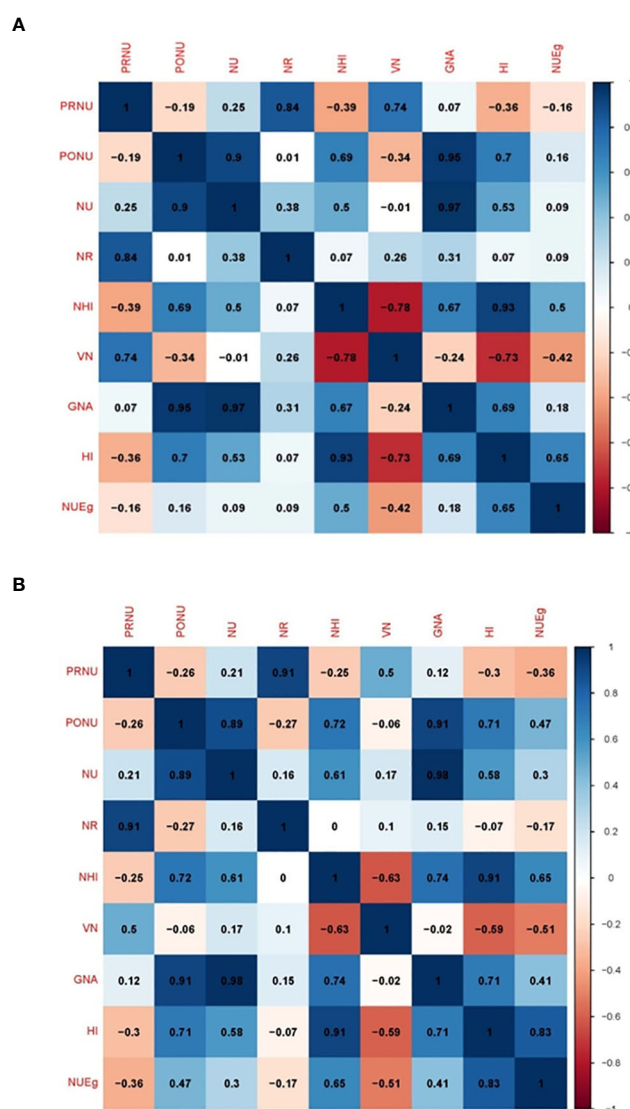 A
PRNU PONU NU NR NHI VN GNA HI NUEg
PRNU 1 −0.19 0.25 0.84 −0.39 0.74 0.07 −0.36 −0.16
PONU −0.19 1 0.9 0.01 0.69 −0.34 0.95 0.7 0.16
NU 0.25 0.9 1 0.38 0.5 −0.01 0.97 0.53 0.09
NR 0.84 0.01 0.38 1 0.07 0.26 0.31 0.07 0.09
NHI −0.39 0.69 0.5 0.07 1 −0.78 0.67 0.93 0.5
VN 0.74 −0.34 −0.01 0.26 −0.78 1 −0.24 −0.73 −0.42
GNA 0.07 0.95 0.97 0.31 0.67 −0.24 1 0.69 0.18
HI −0.36 0.7 0.53 0.07 0.93 −0.73 0.69 1 0.65
NUEg −0.16 0.16 0.09 0.09 0.5 −0.42 0.18 0.65 1
B
PRNU PONU NU NR NHI VN GNA HI NUEg
PRNU 1 −0.26 0.21 0.91 −0.25 0.5 0.12 −0.3 −0.36
PONU −0.26 1 0.89 −0.27 0.72 −0.06 0.91 0.71 0.47
NU 0.21 0.89 1 0.16 0.61 0.17 0.98 0.58 0.3
NR 0.91 −0.27 0.16 1 0 0.1 0.15 −0.07 −0.17
NHI −0.25 0.72 0.61 0 1 −0.63 0.74 0.91 0.65
VN 0.5 −0.06 0.17 0.1 −0.63 1 −0.02 −0.59 −0.51
GNA 0.12 0.91 0.98 0.15 0.74 −0.02 1 0.71 0.41
HI −0.3 0.71 0.58 −0.07 0.91 −0.59 0.71 1 0.83
NUEg −0.36 0.47 0.3 −0.17 0.65 −0.51 0.41 0.83 1
1
0.8
0.6
0.4
0.2
0
−0.2
−0.4
−0.6
−0.8